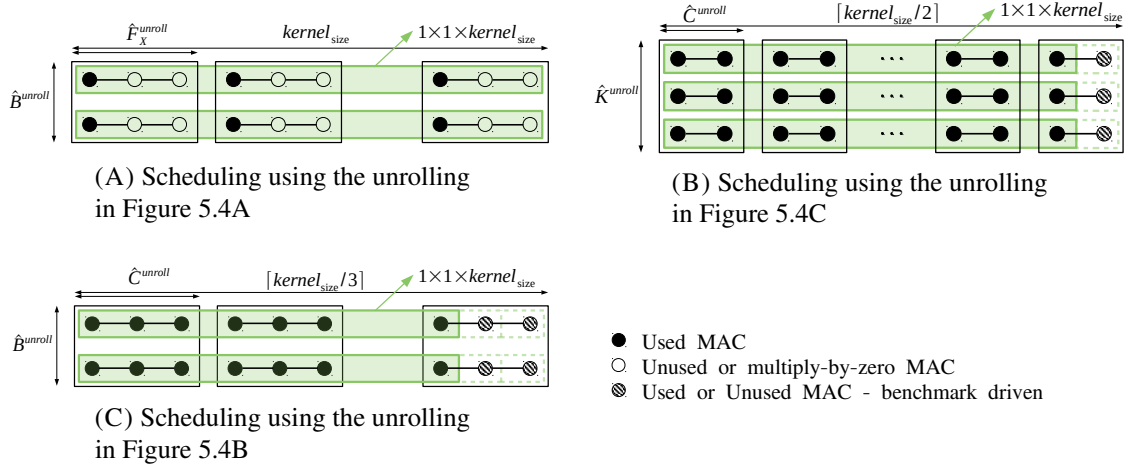 F̂_X^unroll kernel_size 1×1×kernel_size
B̂^unroll
(A) Scheduling using the unrolling
in Figure 5.4A
Ĉ^unroll ⌈kernel_size/2⌉ 1×1×kernel_size
K̂^unroll
(B) Scheduling using the unrolling
in Figure 5.4C
Ĉ^unroll ⌈kernel_size/3⌉ 1×1×kernel_size
B̂^unroll
(C) Scheduling using the unrolling
in Figure 5.4B
Used MAC
Unused or multiply-by-zero MAC
Used or Unused MAC - benchmark driven